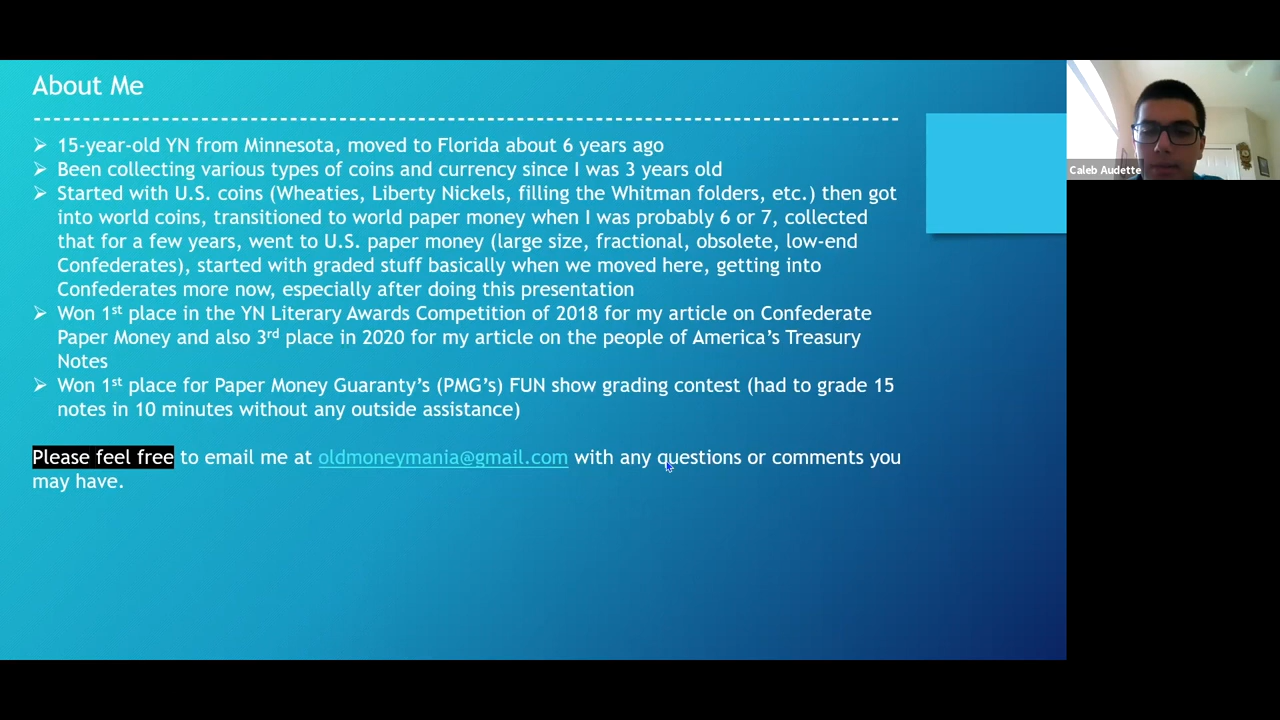 About Me
15-year-old YN from Minnesota, moved to Florida about 6 years ago
Been collecting various types of coins and currency since I was 3 years old
Started with U.S. coins (Wheaties, Liberty Nickels, filling the Whitman folders, etc.) then got
into world coins, transitioned to world paper money when I was probably 6 or 7, collected
that for a few years, went to U.S. paper money (large size, fractional, obsolete, low-end
Confederates), started with graded stuff basically when we moved here, getting into
Confederates more now, especially after doing this presentation
Won 1st place in the YN Literary Awards Competition of 2018 for my article on Confederate
Paper Money and also 3rd place in 2020 for my article on the people of America's Treasury
Notes
Won 1st place for Paper Money Guaranty's (PMG's) FUN show grading contest (had to grade 15
notes in 10 minutes without any outside assistance)
Please feel free to email me at oldmoneymania@gmail.com with any questions or comments you
may have.
Caleb Audette